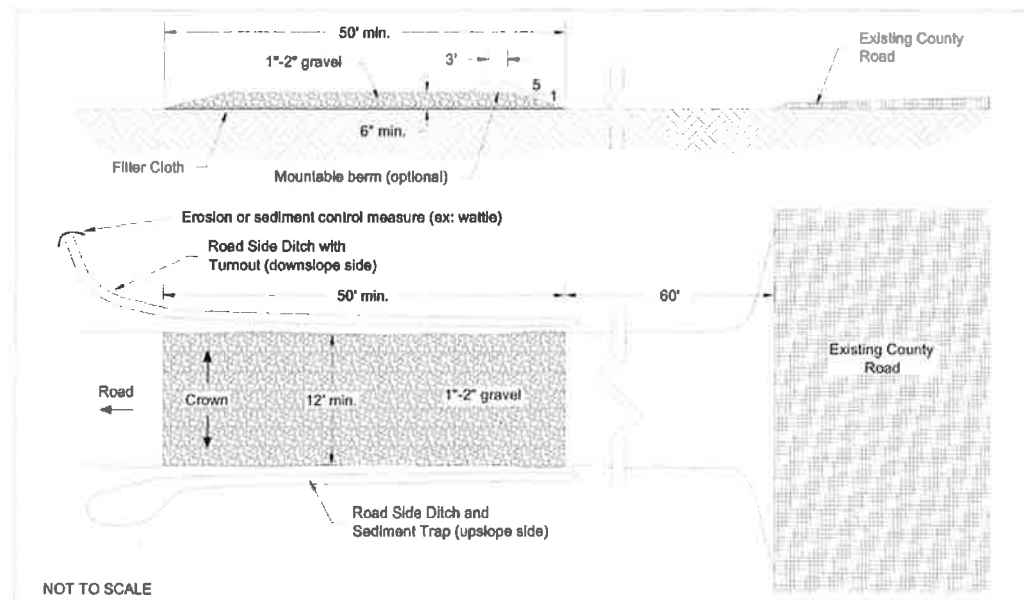 50' min.
1"-2" gravel
3'
5
1
Existing County
Road
6" min.
Filter Cloth
Mountable berm (optional)
Erosion or sediment control measure (ex: wattle)
Road Side Ditch with
Turnout (downslope side)
50' min.
60'
Existing County
Road
Road
Crown
12' min.
1"-2" gravel
Road Side Ditch and
Sediment Trap (upslope side)
NOT TO SCALE